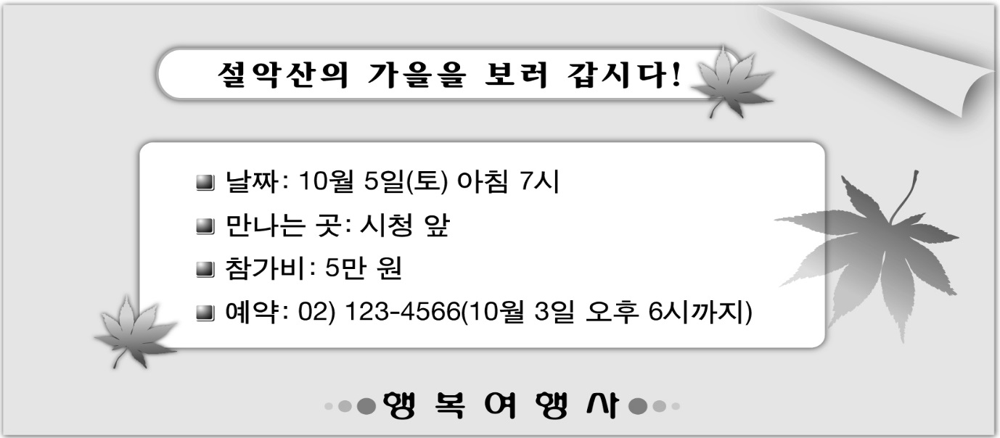 설악산의 가을을 보러 갑시다!
날짜: 10월 5일(토) 아침 7시
만나는 곳: 시청 앞
참가비: 5만 원
예약: 02) 123-4566(10월 3일 오후 6시까지)
행복여행사